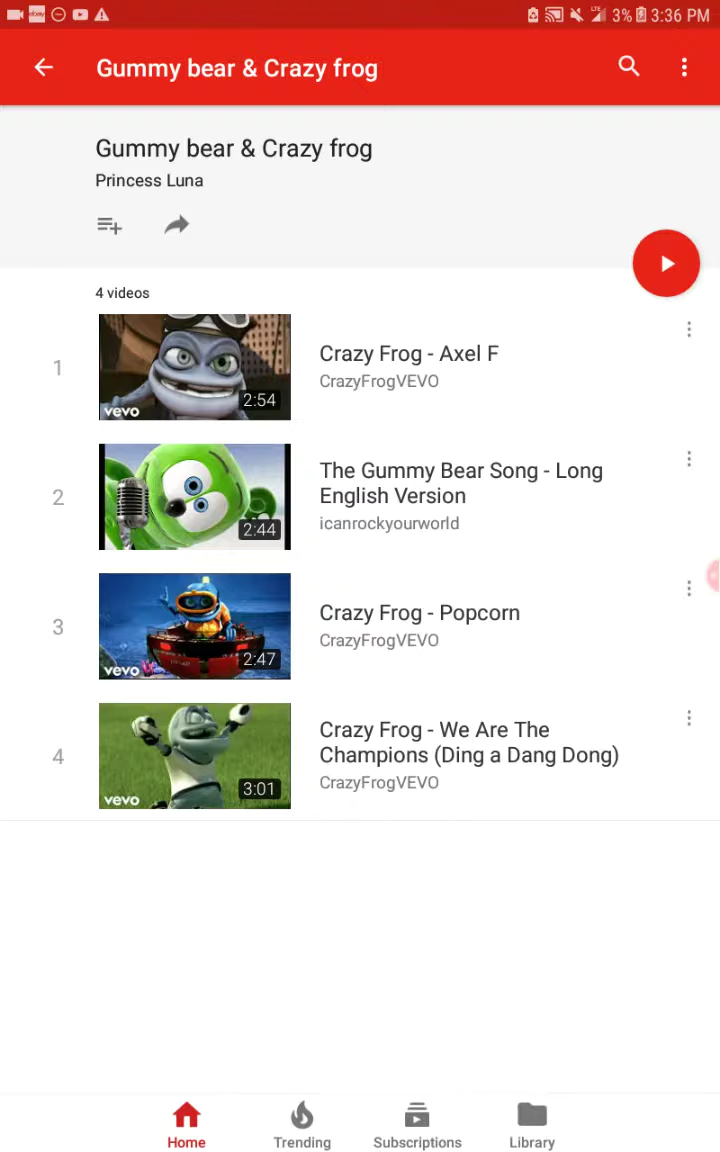 3% 3:36 PM
Gummy bear & Crazy frog
Gummy bear & Crazy frog
Princess Luna
4 videos
1
vevo
2:54
Crazy Frog - Axel F
CrazyFrogVEVO
2
2:44
The Gummy Bear Song - Long
English Version
icanrockyourworld
3
vevo
2:47
Crazy Frog - Popcorn
CrazyFrogVEVO
4
vevo
3:01
Crazy Frog - We Are The
Champions (Ding a Dang Dong)
CrazyFrogVEVO
Home
Trending
Subscriptions
Library